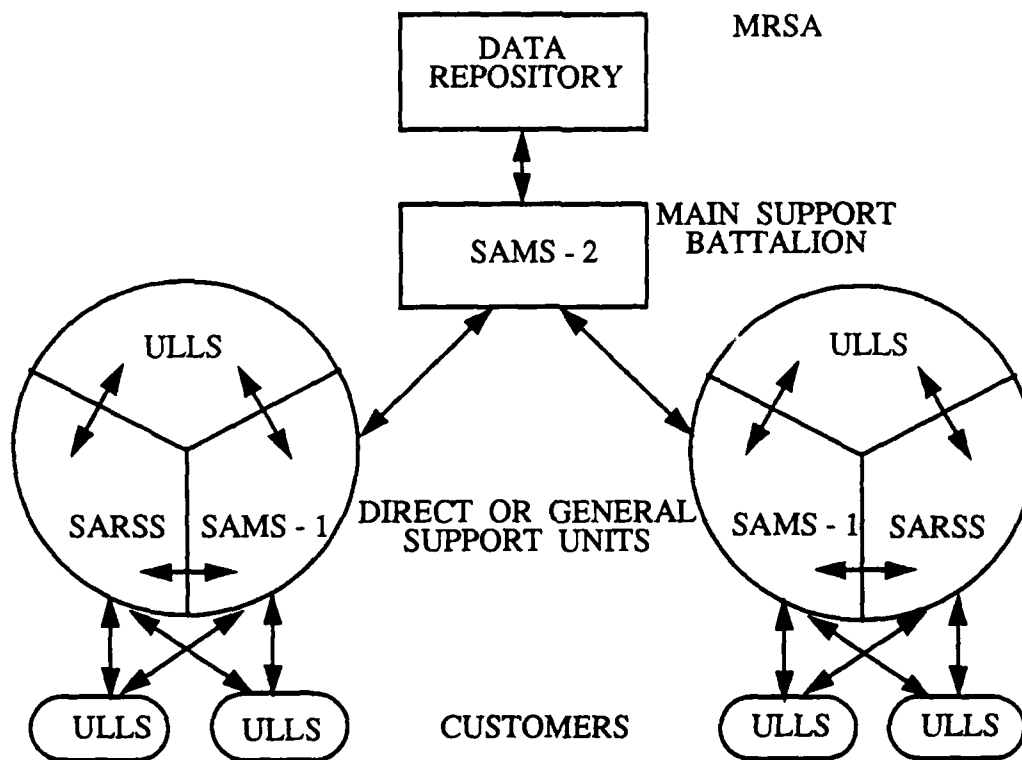 MRSA
DATA
REPOSITORY
MAIN SUPPORT
BATTALION
SAMS - 2
ULLS
ULLS
SARSS
SAMS - 1
DIRECT OR GENERAL
SUPPORT UNITS
SAMS - 1
SARSS
ULLS
ULLS
CUSTOMERS
ULLS
ULLS